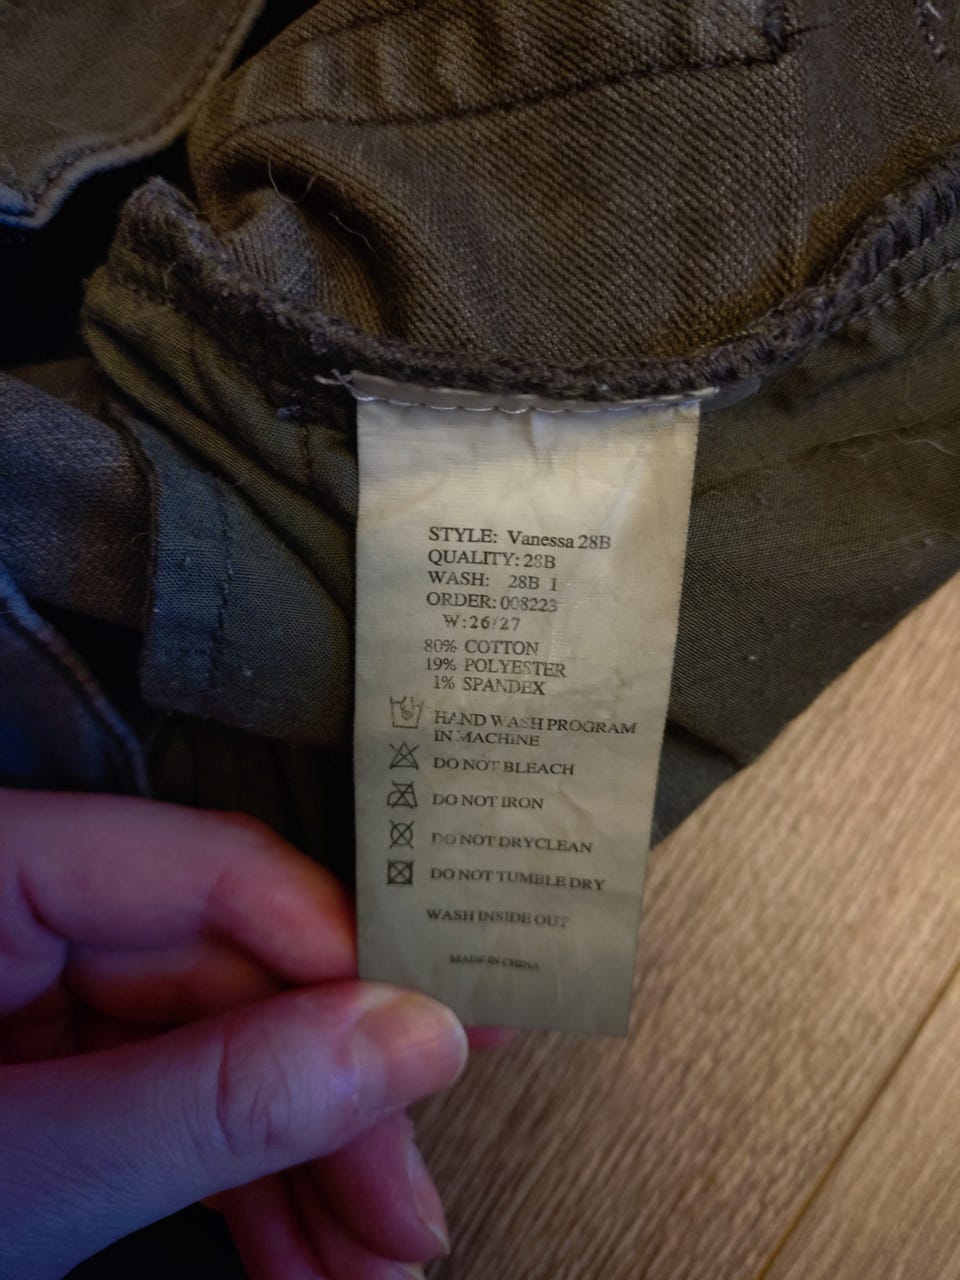 STYLE: Vanessa 28B
QUALITY: 28B
WASH: 28B 1
ORDER: 008223
W:26/27
80% COTTON
19% POLYESTER
1% SPANDEX
HAND WASH PROGRAM
IN MACHINE
DO NOT BLEACH
DO NOT IRON
DO NOT DRYCLEAN
DO NOT TUMBLE DRY
WASH INSIDE OUT
MADE IN CHINA